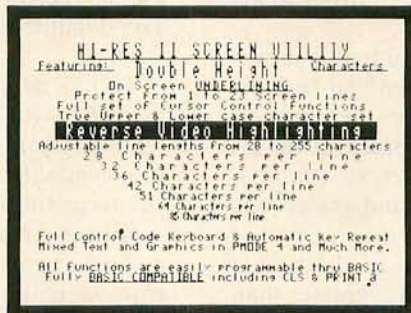 HI-RES II SCREEN UTILITY
Featuring: Double Height Characters
On Screen UNDERLINING
Protect from 1 to 23 Screen lines
Full set of Cursor Control Functions
True Upper & Lower case character set
Reverse Video Highlighting
Adjustable line lengths from 28 to 255 characters
28 Characters per line
32 Characters per line
36 Characters per line
42 Characters per line
51 Characters per line
64 Characters per line
85 Characters per line
Full Control Code Keyboard & Automatic Key Repeat
Mixed Text and Graphics in PMODE 4 and Much More.
All Functions are easily programmable thru BASIC
Fully BASIC COMPATIBLE including CLS & PRINT @